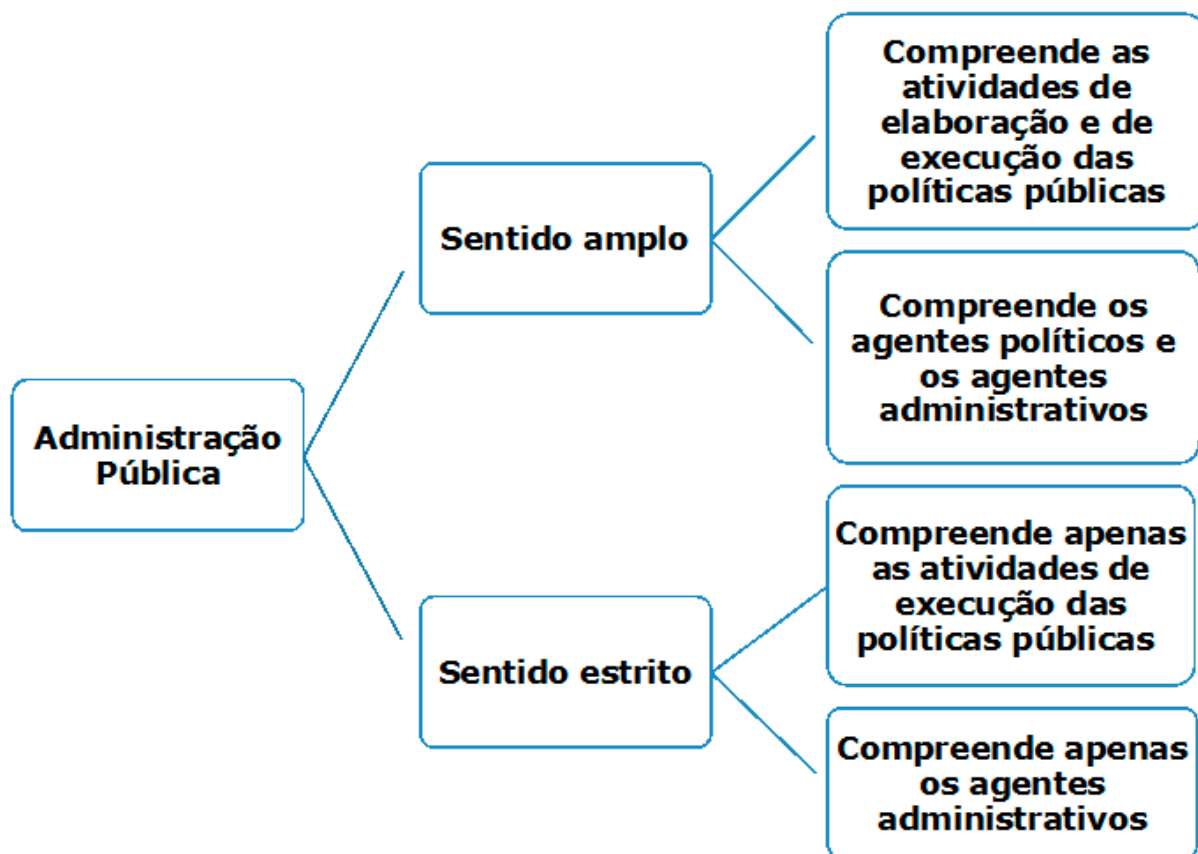 Administração
Pública
Sentido amplo
Compreende as
atividades de
elaboração e de
execução das
políticas públicas
Compreende os
agentes políticos e
os agentes
administrativos
Sentido estrito
Compreende apenas
as atividades de
execução das
políticas públicas
Compreende apenas
os agentes
administrativos